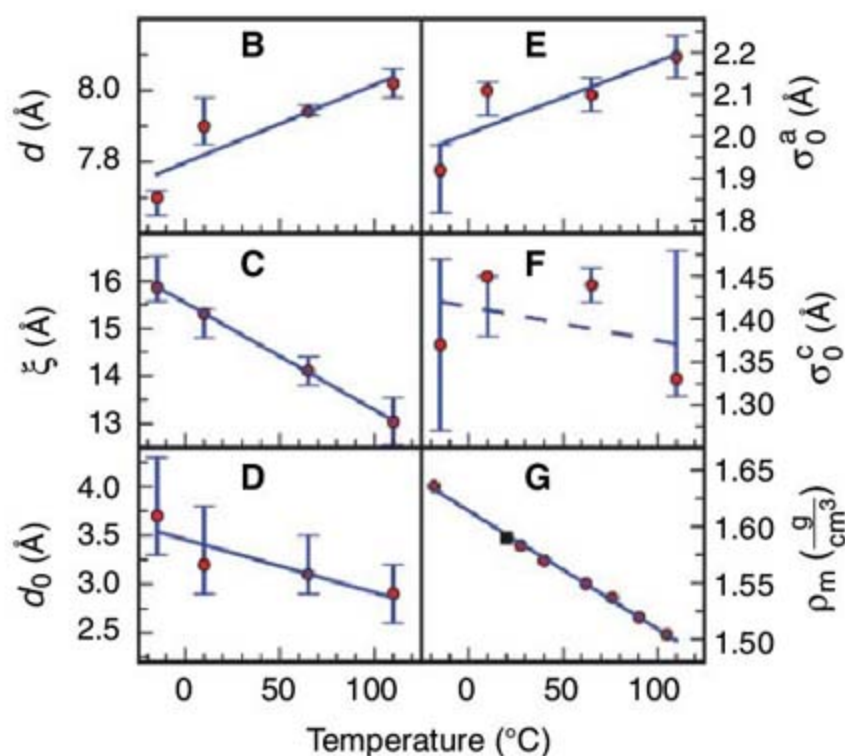 B
E
8.0
7.8
d (Å)
2.2
2.1
2.0
1.9
1.8
σ₀ᵃ (Å)
C
F
16
15
14
13
ξ (Å)
1.45
1.40
1.35
1.30
σ₀ᶜ (Å)
D
G
4.0
3.5
3.0
2.5
d₀ (Å)
1.65
1.60
1.55
1.50
ρm (g/cm³)
0 50 100 0 50 100
Temperature (°C)